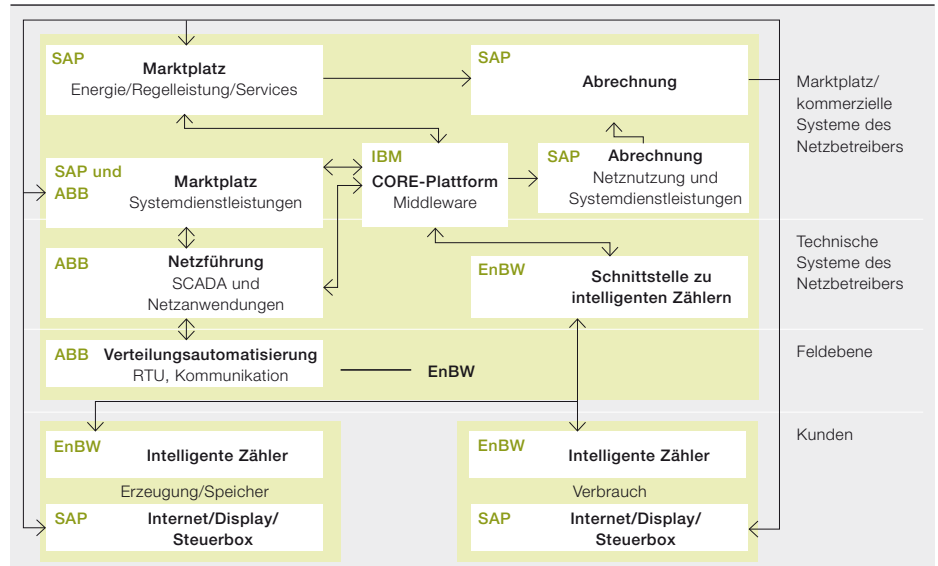 SAP
Marktplatz
Energie/Regelleistung/Services
SAP
Abrechnung
Marktplatz/
kommerzielle
Systeme des
Netzbetreibers
SAP und
ABB
Marktplatz
Systemdienstleistungen
IBM
CORE-Plattform
Middleware
SAP
Abrechnung
Netznutzung und
Systemdienstleistungen
ABB
Netzführung
SCADA und
Netzanwendungen
EnBW
Schnittstelle zu
intelligenten Zählern
Technische
Systeme des
Netzbetreibers
ABB
Verteilungsautomatisierung
RTU, Kommunikation
EnBW
Feldebene
EnBW
Intelligente Zähler
Erzeugung/Speicher
SAP
Internet/Display/
Steuerbox
EnBW
Intelligente Zähler
Verbrauch
SAP
Internet/Display/
Steuerbox
Kunden